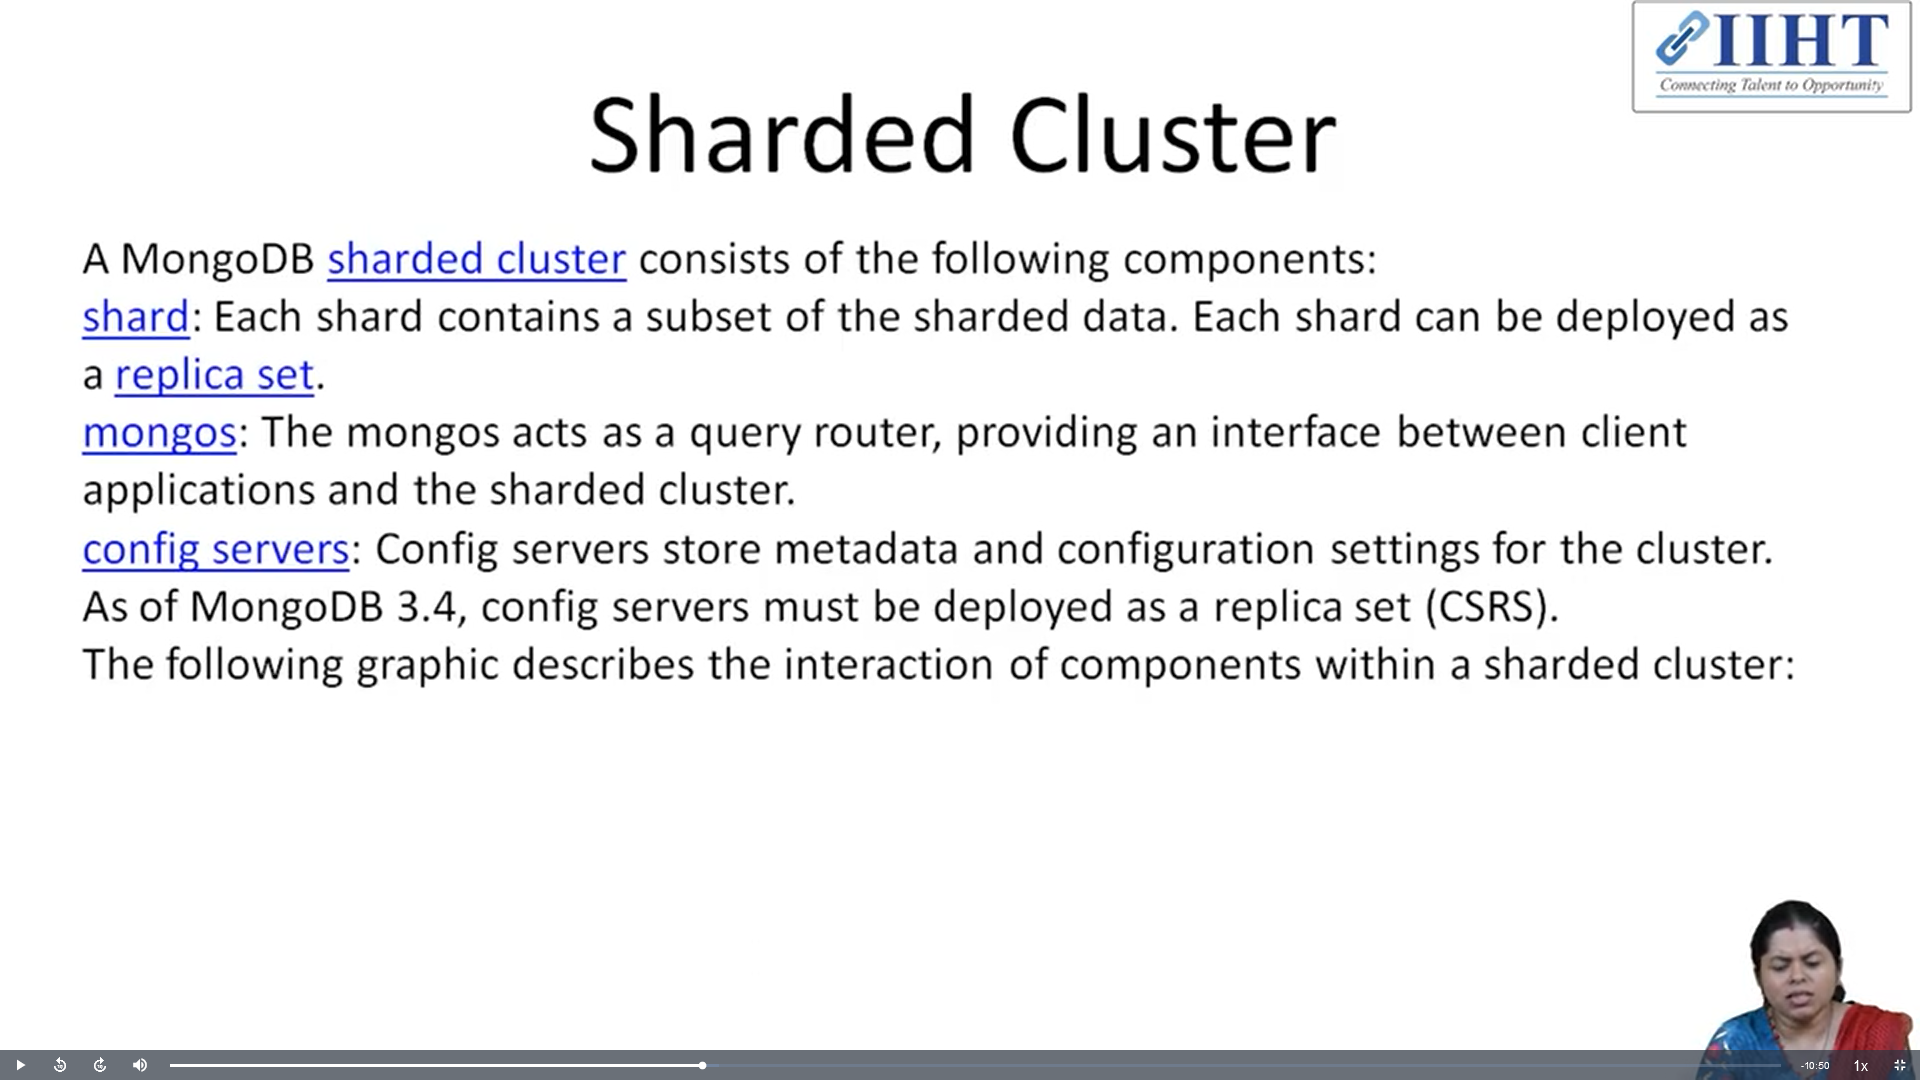 IIHT
Connecting Talent to Opportunity
Sharded Cluster
A MongoDB sharded cluster consists of the following components:
shard: Each shard contains a subset of the sharded data. Each shard can be deployed as
a replica set.
mongos: The mongos acts as a query router, providing an interface between client
applications and the sharded cluster.
config servers: Config servers store metadata and configuration settings for the cluster.
As of MongoDB 3.4, config servers must be deployed as a replica set (CSRS).
The following graphic describes the interaction of components within a sharded cluster:
-10:50
1x